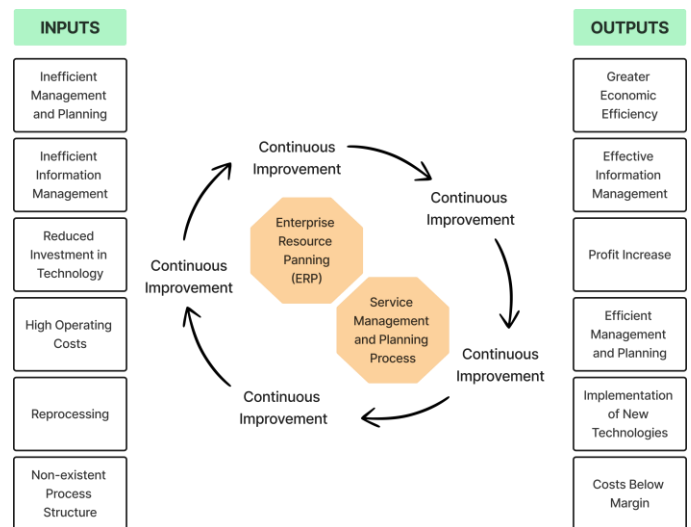 INPUTS
Inefficient
Management
and Planning
Inefficient
Information
Management
Reduced
Investment in
Technology
High Operating
Costs
Reprocessing
Non-existent
Process
Structure
Continuous
Improvement
Continuous
Improvement
Continuous
Improvement
Continuous
Improvement
Continuous
Improvement
Enterprise
Resource
Panning
(ERP)
Service
Management
and Planning
Process
OUTPUTS
Greater
Economic
Efficiency
Effective
Information
Management
Profit Increase
Efficient
Management
and Planning
Implementation
of New
Technologies
Costs Below
Margin